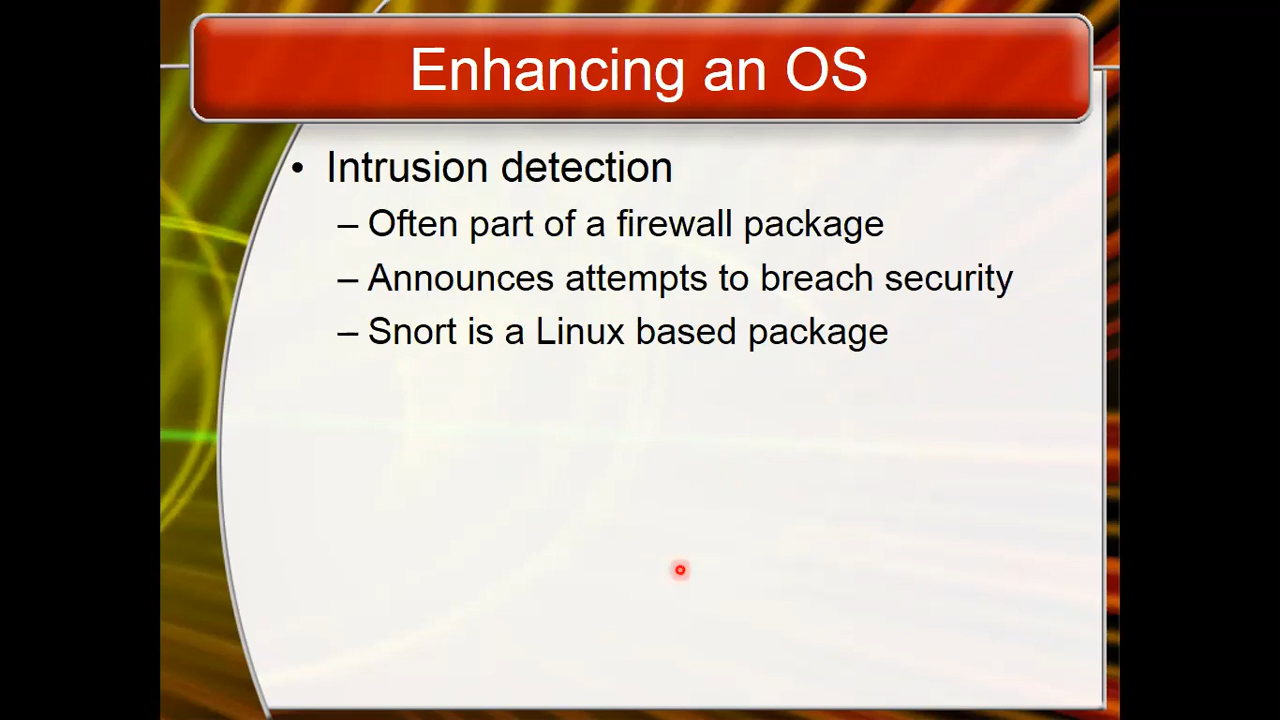 Enhancing an OS
• Intrusion detection
– Often part of a firewall package
– Announces attempts to breach security
– Snort is a Linux based package